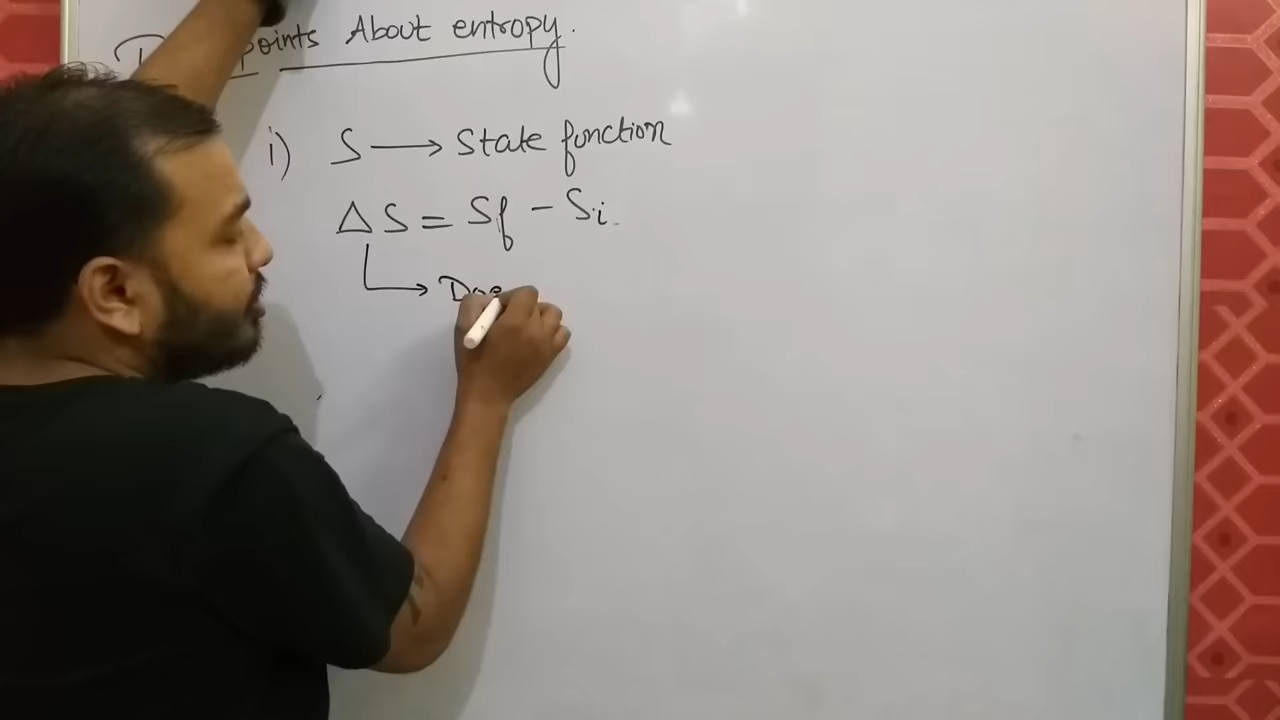 points About entropy.
i) S ⟶ State function
ΔS = Sf - Si